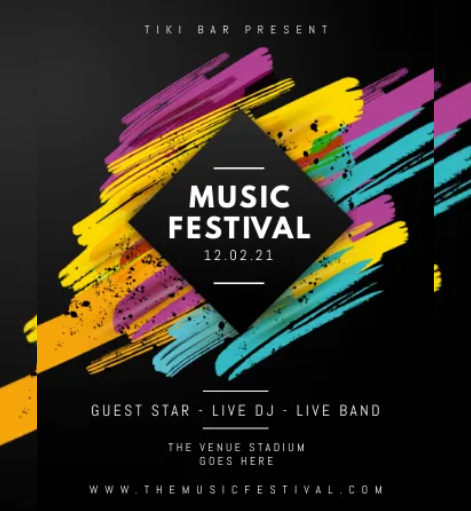 TIKI BAR PRESENT
MUSIC
FESTIVAL
12.02.21
GUEST STAR - LIVE DJ - LIVE BAND
THE VENUE STADIUM
GOES HERE
WWW.THEMUSICFESTIVAL.COM